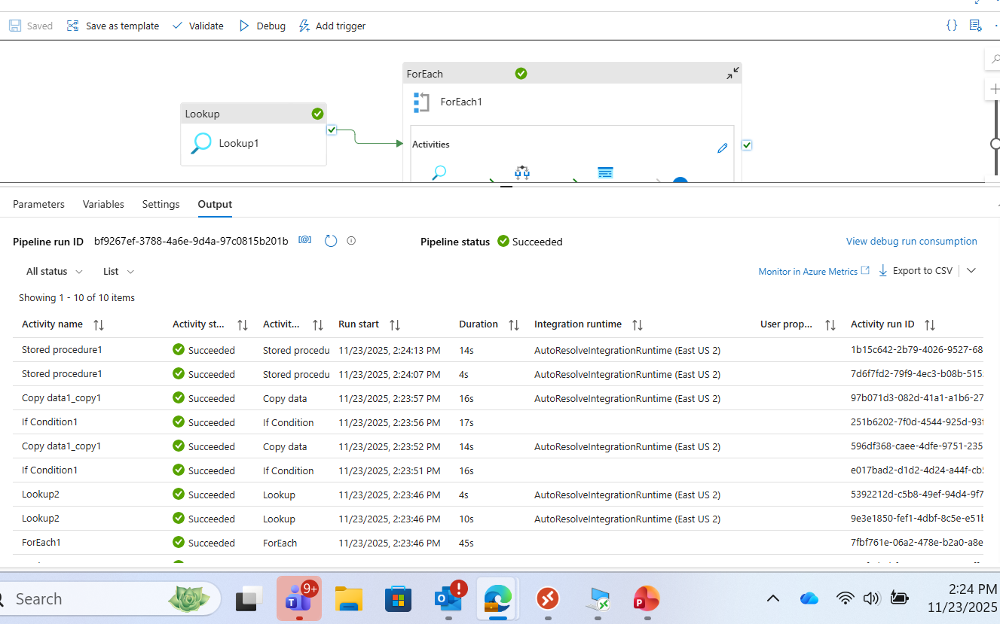 Saved Save as template Validate Debug Add trigger
ForEach
ForEach1
Lookup
Lookup1
Activities
Parameters Variables Settings Output
Pipeline run ID bf9267ef-3788-4a6e-9d4a-97c0815b201b Pipeline status Succeeded View debug run consumption
All status List Monitor in Azure Metrics Export to CSV
Showing 1 - 10 of 10 items
Activity name Activity st... Activit... Run start Duration Integration runtime User prop... Activity run ID
Stored procedure1 Succeeded Stored procedu 11/23/2025, 2:24:13 PM 14s AutoResolveIntegrationRuntime (East US 2) 1b15c642-2b79-4026-9527-68
Stored procedure1 Succeeded Stored procedu 11/23/2025, 2:24:07 PM 4s AutoResolveIntegrationRuntime (East US 2) 7d6f7fd2-79f9-4ec3-b08b-515
Copy data1_copy1 Succeeded Copy data 11/23/2025, 2:23:57 PM 16s AutoResolveIntegrationRuntime (East US 2) 97b071d3-082d-41a1-a1b6-27
If Condition1 Succeeded If Condition 11/23/2025, 2:23:56 PM 17s 251b6202-7f0d-4544-925d-93f
Copy data1_copy1 Succeeded Copy data 11/23/2025, 2:23:52 PM 14s AutoResolveIntegrationRuntime (East US 2) 596df368-caee-4dfe-9751-235
If Condition1 Succeeded If Condition 11/23/2025, 2:23:51 PM 16s e017bad2-d1d2-4d24-a44f-cb
Lookup2 Succeeded Lookup 11/23/2025, 2:23:46 PM 4s AutoResolveIntegrationRuntime (East US 2) 5392212d-c5b8-49ef-94d4-9f7
Lookup2 Succeeded Lookup 11/23/2025, 2:23:46 PM 10s AutoResolveIntegrationRuntime (East US 2) 9e3e1850-fef1-4dbf-8c5e-e51b
ForEach1 Succeeded ForEach 11/23/2025, 2:23:46 PM 45s 7fbf761e-06a2-478e-b2a0-a8e
Search 9+ 2:24 PM
11/23/2025